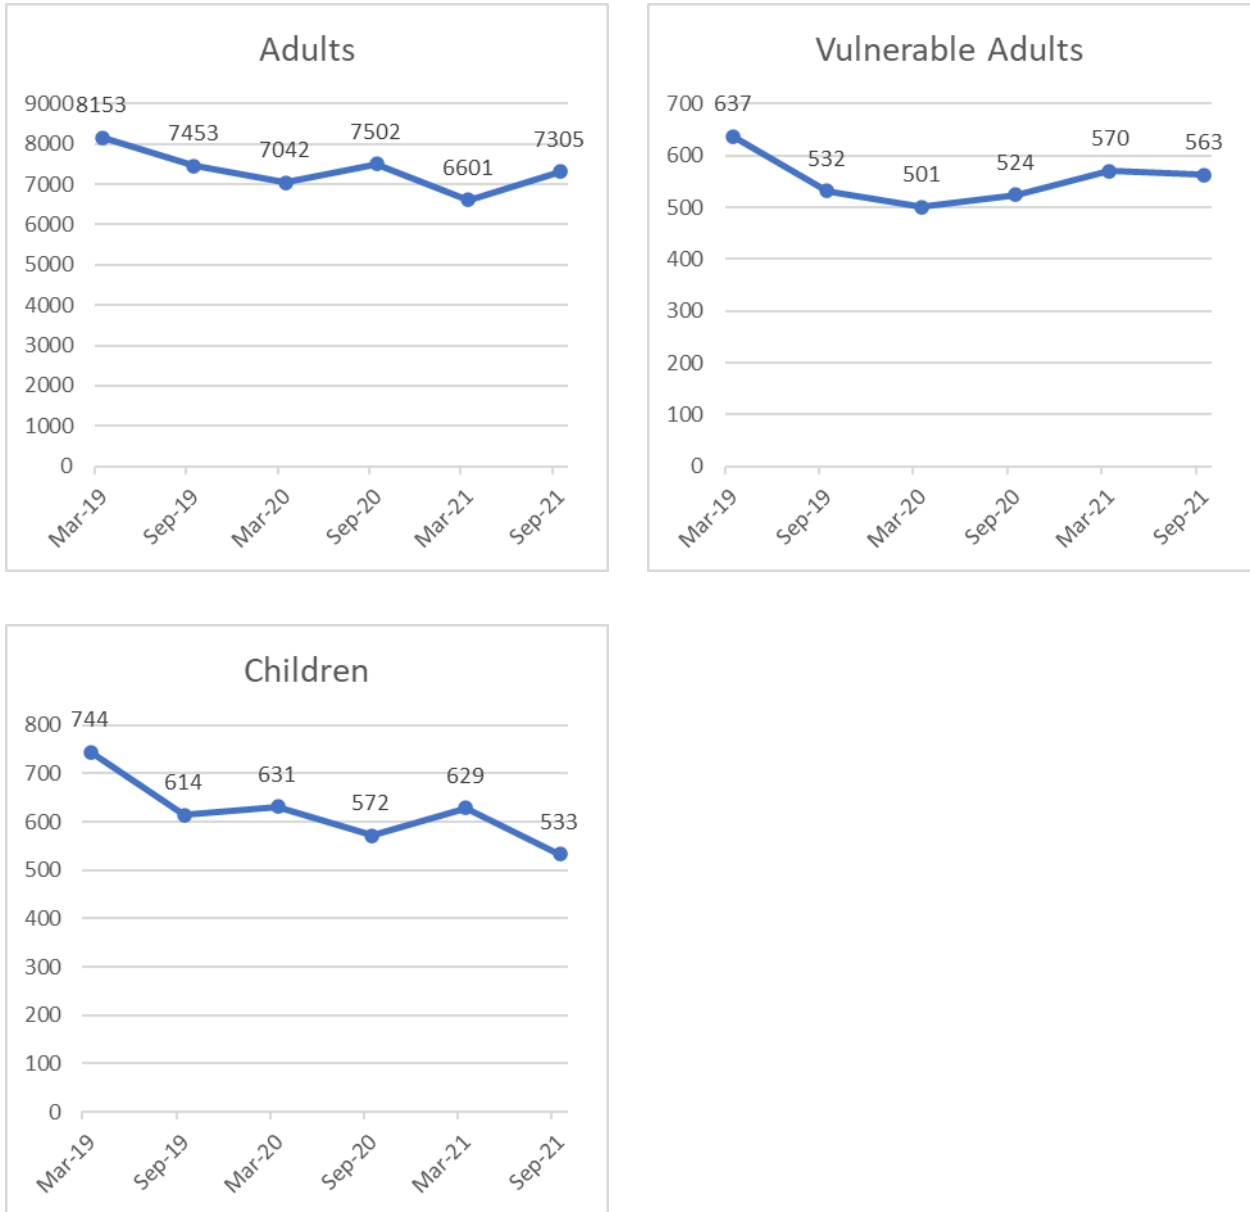 Adults
9000
8000
7000
6000
5000
4000
3000
2000
1000
0
8153
7453
7042
7502
6601
7305
Mar-19
Sep-19
Mar-20
Sep-20
Mar-21
Sep-21
Vulnerable Adults
700
600
500
400
300
200
100
0
637
532
501
524
570
563
Mar-19
Sep-19
Mar-20
Sep-20
Mar-21
Sep-21
Children
800
700
600
500
400
300
200
100
0
744
614
631
572
629
533
Mar-19
Sep-19
Mar-20
Sep-20
Mar-21
Sep-21